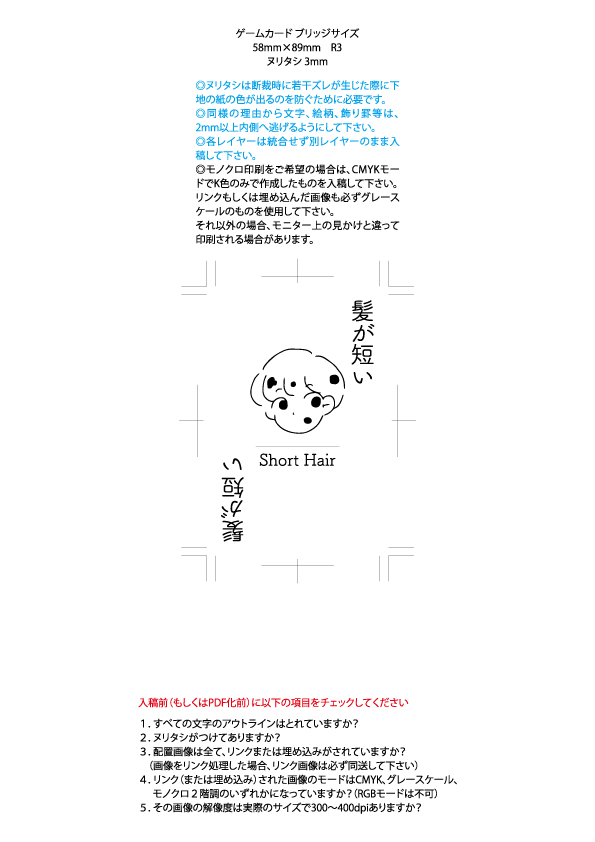 ゲームカード ブリッジサイズ
58mm×89mm　R3
ヌリタシ 3mm
◎ヌリタシは断裁時に若干ズレが生じた際に下
地の紙の色が出るのを防ぐために必要です。
◎同様の理由から文字、絵柄、飾り罫等は、
2mm以上内側へ逃げるようにして下さい。
◎各レイヤーは統合せず別レイヤーのまま入
稿して下さい。
◎モノクロ印刷をご希望の場合は、CMYKモー
ドでK色のみで作成したものを入稿して下さい。
リンクもしくは埋め込んだ画像も必ずグレース
ケールのものを使用して下さい。
それ以外の場合、モニター上の見かけと違って
印刷される場合があります。
髪が短い
Short Hair
髪が短い
入稿前（もしくはPDF化前）に以下の項目をチェックしてください
１．すべての文字のアウトラインはとれていますか？
２．ヌリタシがつけてありますか？
３．配置画像は全て、リンクまたは埋め込みがされていますか？
（画像をリンク処理した場合、リンク画像は必ず同送して下さい）
４．リンク（または埋め込み）された画像のモードはCMYK、グレースケール、
モノクロ２階調のいずれかになっていますか？（RGBモードは不可）
５．その画像の解像度は実際のサイズで300〜400dpiありますか？